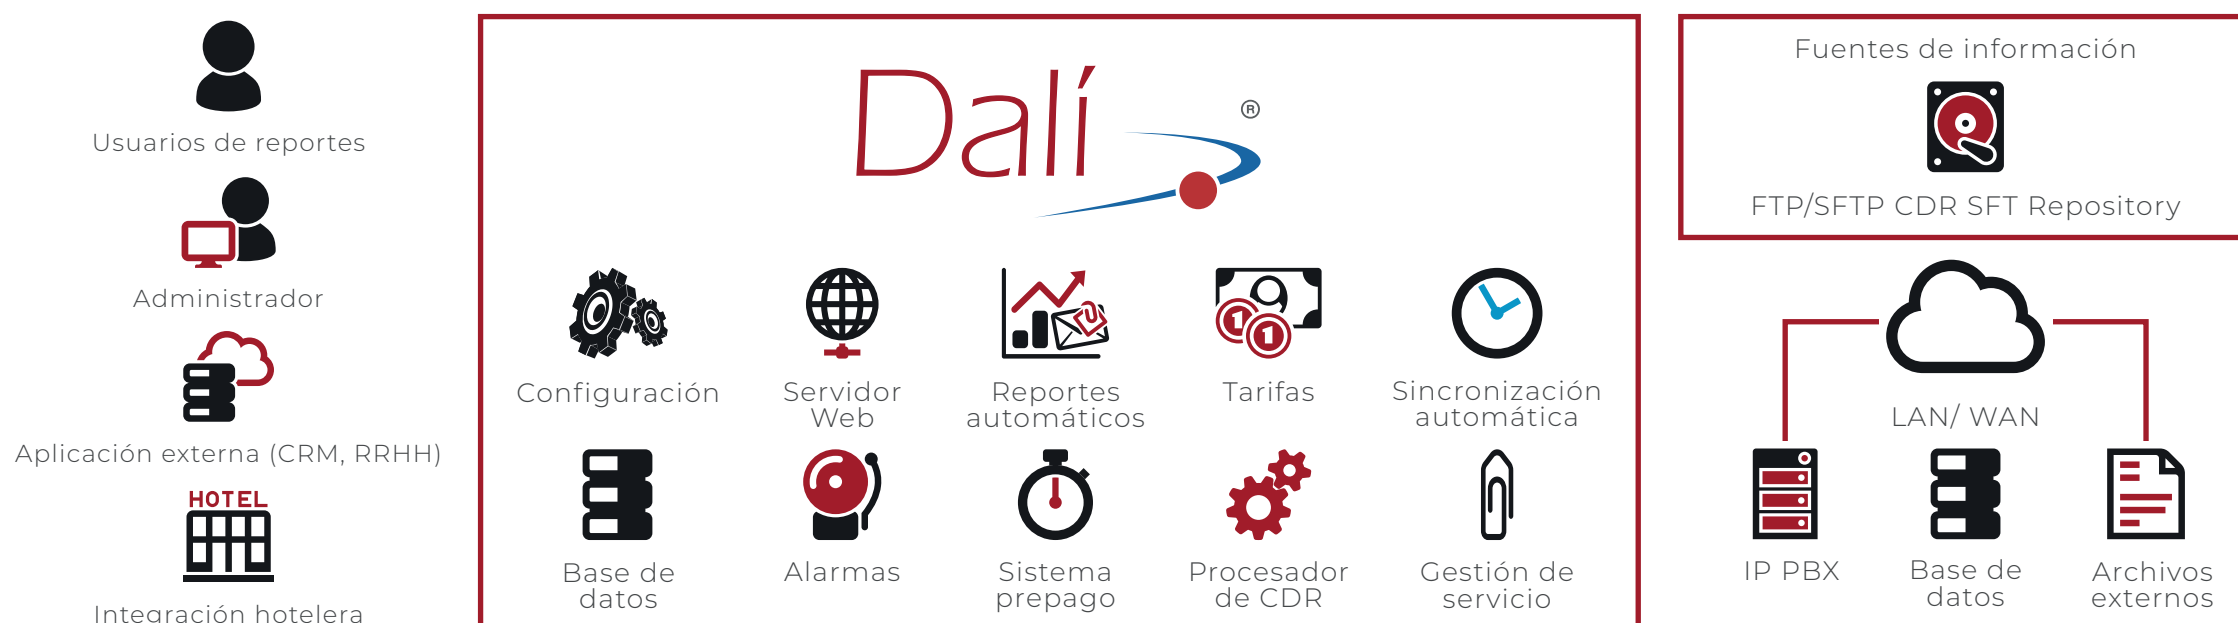 Usuarios de reportes
Administrador
Aplicación externa (CRM, RRHH)
HOTEL
Integración hotelera
Dalí
®
Configuración
Servidor
Web
Reportes
automáticos
1
1
Tarifas
Sincronización
automática
Base de
datos
Alarmas
Sistema
prepago
Procesador
de CDR
Gestión de
servicio
Fuentes de información
FTP/SFTP CDR SFT Repository
LAN/ WAN
IP PBX
Base de
datos
Archivos
externos